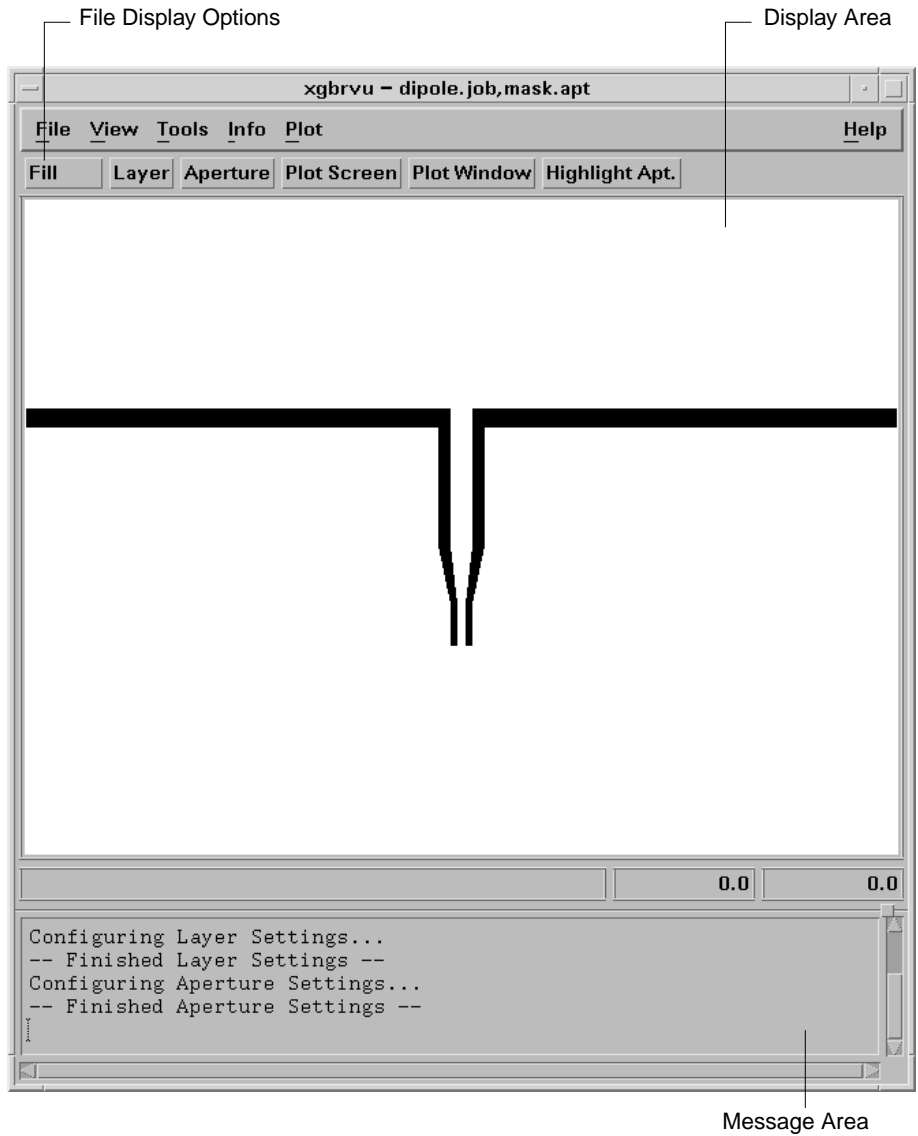 File Display Options
Display Area
xgbrvu – dipole.job,mask.apt
File View Tools Info Plot Help
Fill Layer Aperture Plot Screen Plot Window Highlight Apt.
0.0 0.0
Configuring Layer Settings...
-- Finished Layer Settings --
Configuring Aperture Settings...
-- Finished Aperture Settings --
Message Area